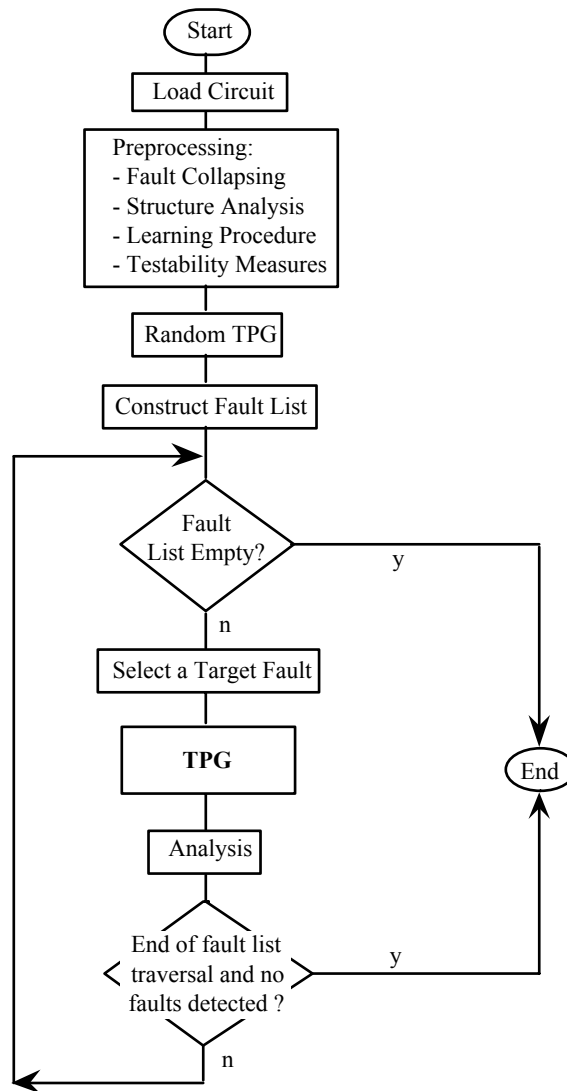 Start
Load Circuit
Preprocessing:
- Fault Collapsing
- Structure Analysis
- Learning Procedure
- Testability Measures
Random TPG
Construct Fault List
Fault
List Empty?
y
n
Select a Target Fault
TPG
End
Analysis
End of fault list
traversal and no
faults detected ?
y
n